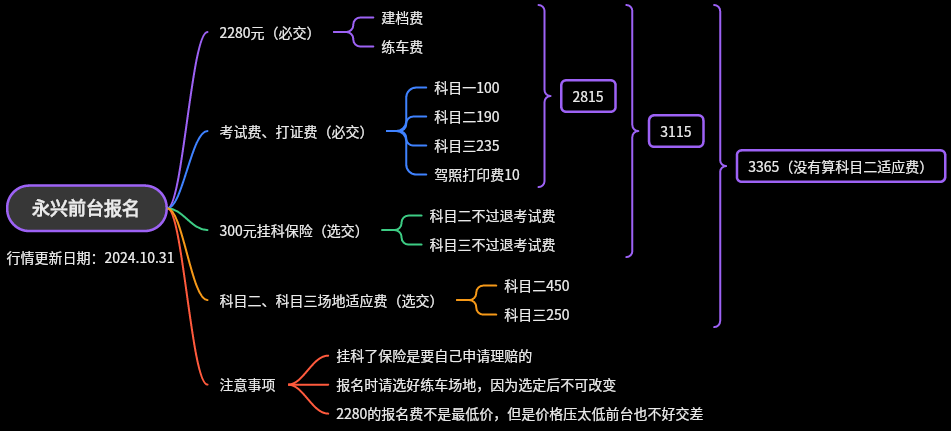 永兴前台报名
行情更新日期：2024.10.31
2280元（必交）
建档费
练车费
考试费、打证费（必交）
科目一100
科目二190
科目三235
驾照打印费10
300元挂科保险（选交）
科目二不过退考试费
科目三不过退考试费
科目二、科目三场地适应费（选交）
科目二450
科目三250
注意事项
挂科了保险是要自己申请理赔的
报名时请选好练车场地，因为选定后不可改变
2280的报名费不是最低价，但是价格压太低前台也不好交差
2815
3115
3365（没有算科目二适应费）